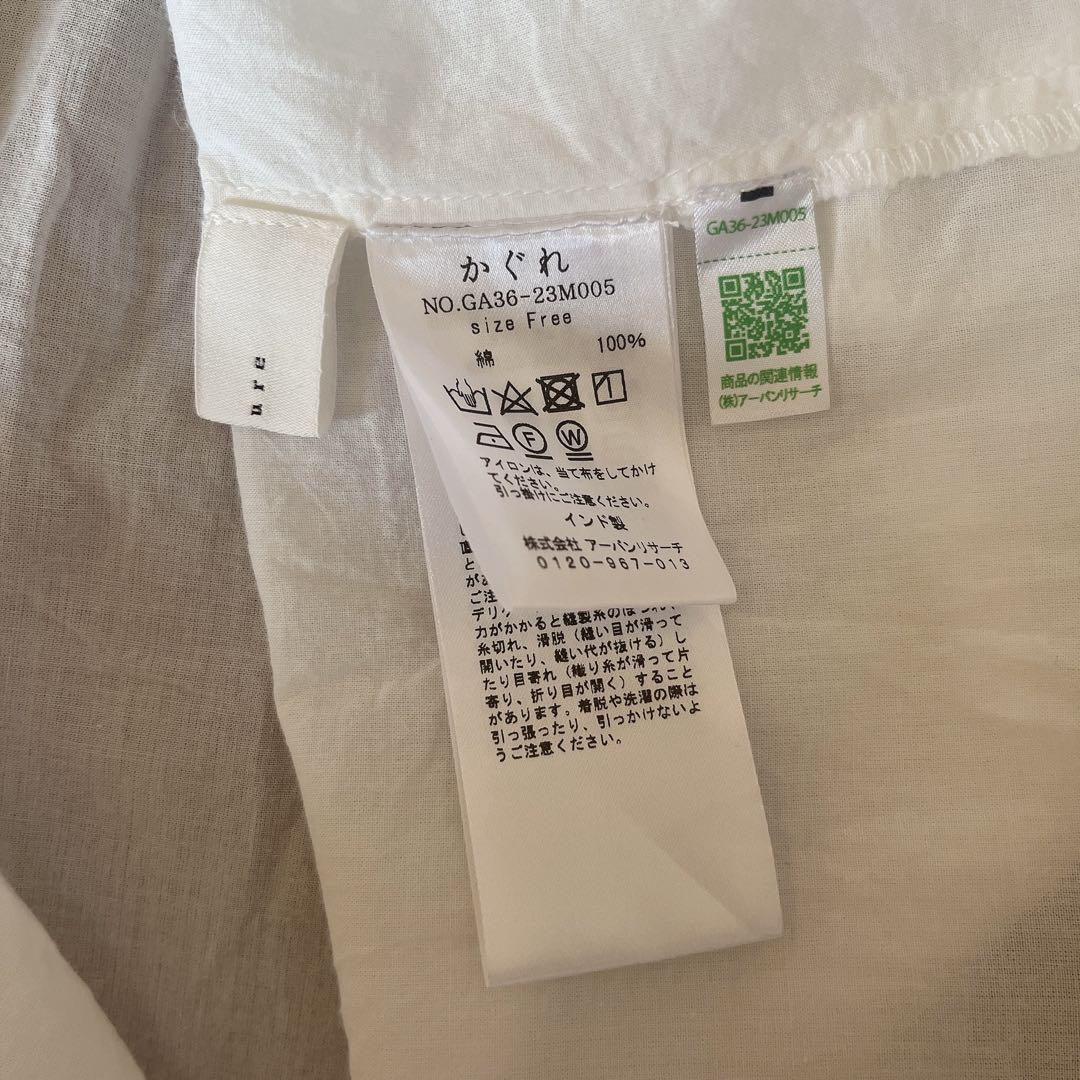 ure
かぐれ
NO.GA36-23M005
size Free
綿 100%
F W
アイロンは、当て布をしてかけ
てください。
引っ掛けにご注意ください。
インド製
株式会社 アーバンリサーチ
0120-967-013
と
がa
ご注
デリケ
力がかかると縫製糸のほつれ、
糸切れ、滑脱（縫い目が滑って
開いたり、縫い代が抜ける）し
たり目寄れ（織り糸が滑って片
寄り、折り目が開く）すること
があります。着脱や洗濯の際は
引っ張ったり、引っかけないよ
うご注意ください。
GA36-23M005
商品の関連情報
(株)アーバンリサーチ